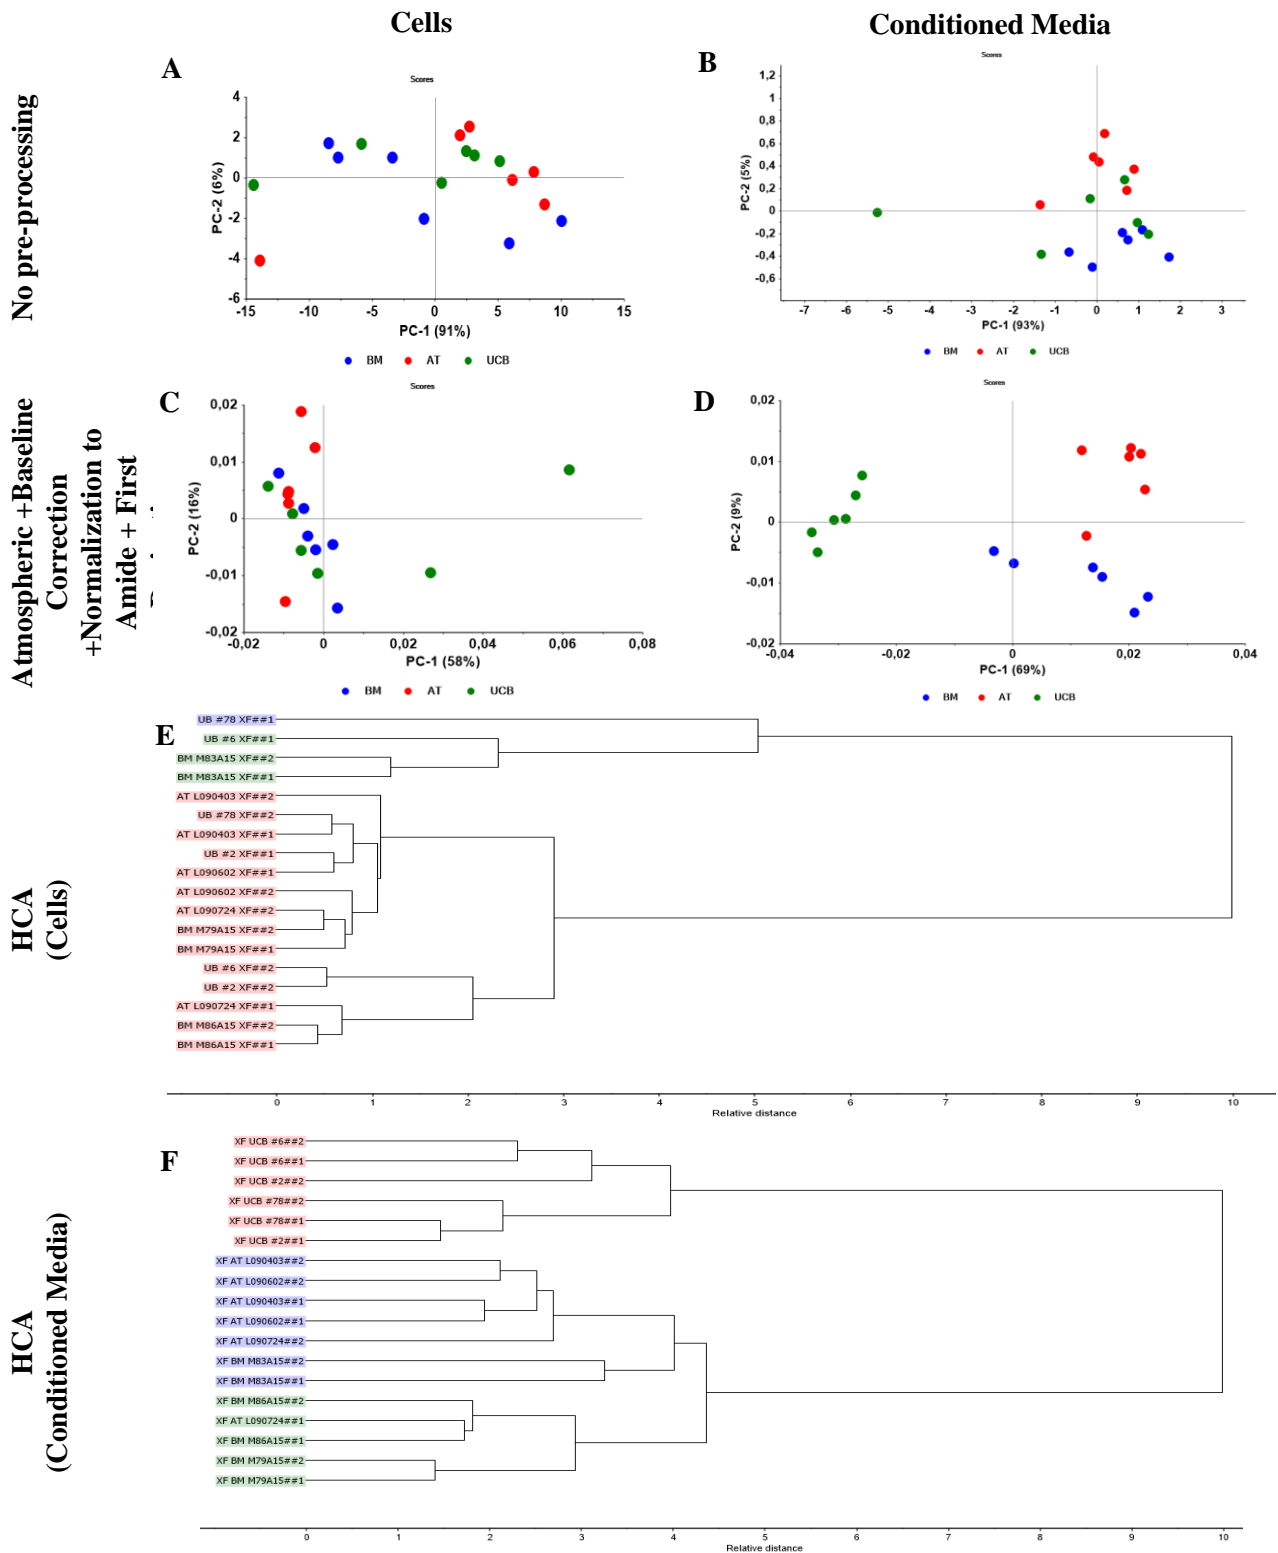 Cells
Conditioned Media
No pre-processing
A
Scores
PC-2 (6%)
4
2
0
-2
-4
-6
-15
-10
-5
0
5
10
15
PC-1 (91%)
BM AT UCB
B
Scores
PC-2 (5%)
1,2
1
0,8
0,6
0,4
0,2
0
-0,2
-0,4
-0,6
-7
-6
-5
-4
-3
-2
-1
0
1
2
3
PC-1 (93%)
BM AT UCB
Atmospheric +Baseline
Correction
+Normalization to
Amide + First
C
Scores
PC-2 (16%)
0,02
0,01
0
-0,01
-0,02
-0,02
0
0,02
0,04
0,06
0,08
PC-1 (58%)
BM AT UCB
D
Scores
PC-2 (9%)
0,02
0,01
0
-0,01
-0,02
-0,04
-0,02
0
0,02
0,04
PC-1 (69%)
BM AT UCB
HCA
(Cells)
E
UB #78 XF##1
UB #6 XF##1
BM M83A15 XF##2
BM M83A15 XF##1
AT L090403 XF##2
UB #78 XF##2
AT L090403 XF##1
UB #2 XF##1
AT L090602 XF##1
AT L090602 XF##2
AT L090724 XF##2
BM M79A15 XF##2
BM M79A15 XF##1
UB #6 XF##2
UB #2 XF##2
AT L090724 XF##1
BM M86A15 XF##2
BM M86A15 XF##1
0 1 2 3 4 5 6 7 8 9 10
Relative distance
HCA
(Conditioned Media)
F
XF UCB #6##2
XF UCB #6##1
XF UCB #2##2
XF UCB #78##2
XF UCB #78##1
XF UCB #2##1
XF AT L090403##2
XF AT L090602##2
XF AT L090403##1
XF AT L090602##1
XF AT L090724##2
XF BM M83A15##2
XF BM M83A15##1
XF BM M86A15##2
XF AT L090724##1
XF BM M86A15##1
XF BM M79A15##2
XF BM M79A15##1
0 1 2 3 4 5 6 7 8 9 10
Relative distance